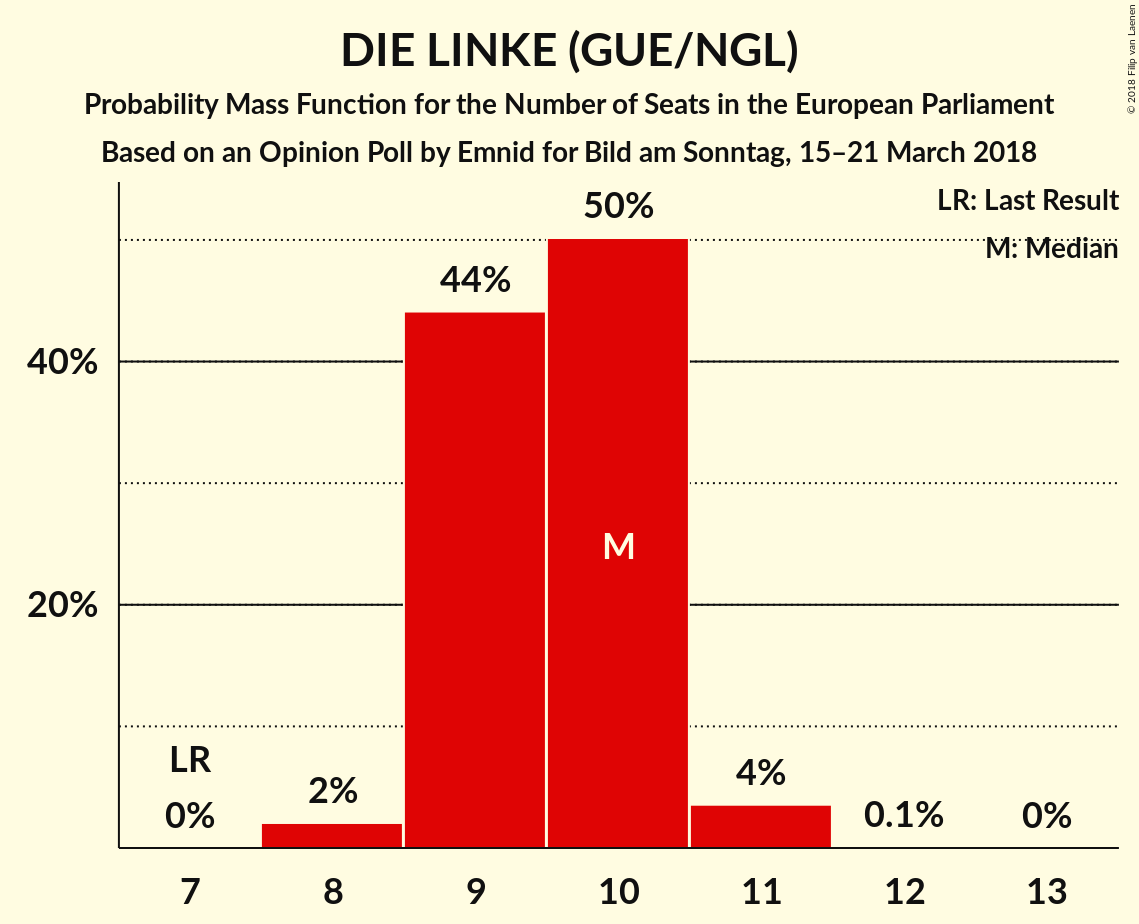 DIE LINKE (GUE/NGL)
Probability Mass Function for the Number of Seats in the European Parliament
Based on an Opinion Poll by Emnid for Bild am Sonntag, 15–21 March 2018
© 2018 Filip van Laenen
LR: Last Result
M: Median
50%
44%
40%
M
20%
LR
0%
2%
4%
0.1%
0%
7 8 9 10 11 12 13